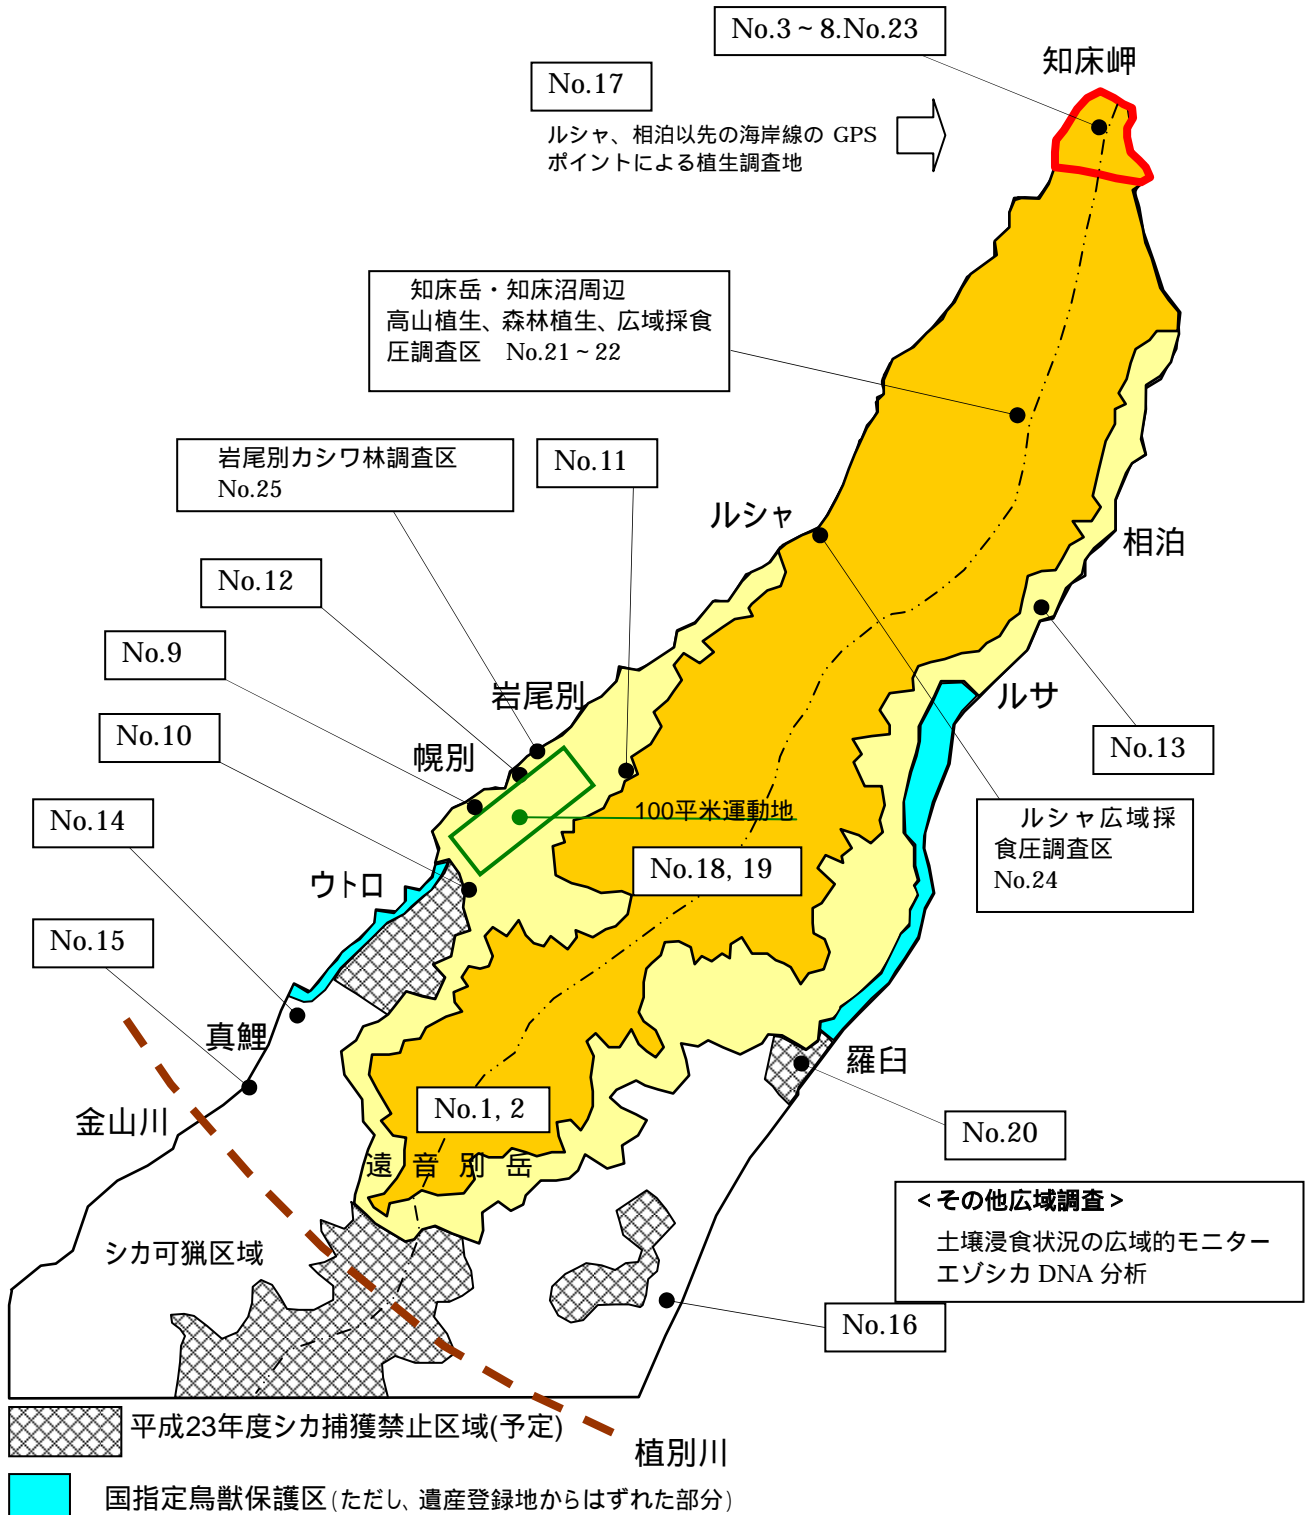 No.3～8.No.23
知床岬
No.17
ルシャ、相泊以先の海岸線の GPS
ポイントによる植生調査地
知床岳・知床沼周辺
高山植生、森林植生、広域採食
圧調査区 No.21～22
岩尾別カシワ林調査区
No.25
No.11
ルシャ
相泊
No.12
No.9
岩尾別
ルサ
No.10
幌別
No.13
No.14
100平米運動地
ルシャ広域採
食圧調査区
No.24
ウトロ
No.18, 19
No.15
真鯉
羅臼
金山川
No.1, 2
No.20
遠音別岳
＜その他広域調査＞
土壌浸食状況の広域的モニター
エゾシカ DNA 分析
シカ可猟区域
No.16
平成23年度シカ捕獲禁止区域(予定)
植別川
国指定鳥獣保護区(ただし、遺産登録地からはずれた部分)